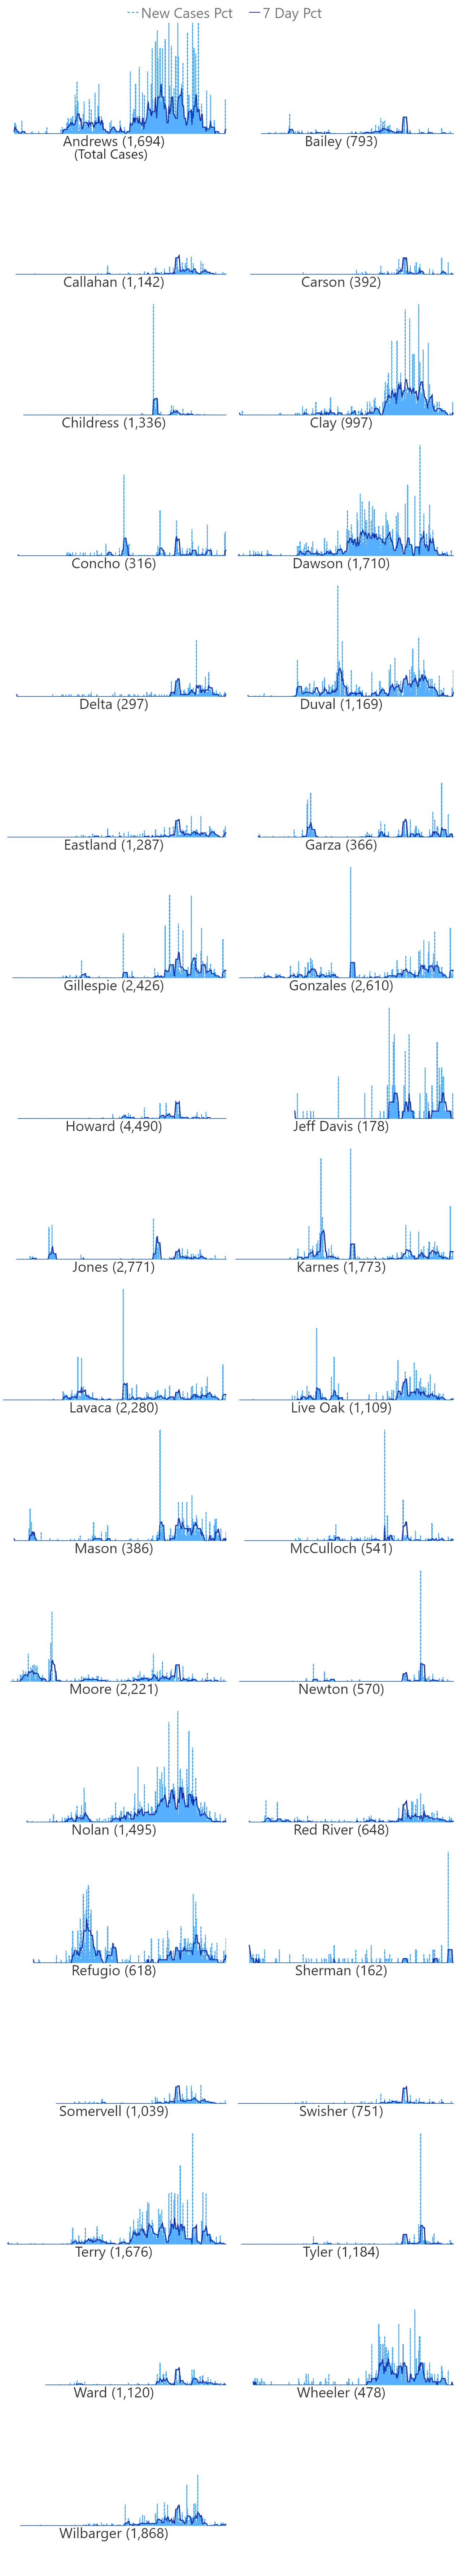 New Cases Pct 7 Day Pct
Andrews (1,694) Bailey (793)
(Total Cases)
Callahan (1,142) Carson (392)
Childress (1,336) Clay (997)
Concho (316) Dawson (1,710)
Delta (297) Duval (1,169)
Eastland (1,287) Garza (366)
Gillespie (2,426) Gonzales (2,610)
Howard (4,490) Jeff Davis (178)
Jones (2,771) Karnes (1,773)
Lavaca (2,280) Live Oak (1,109)
Mason (386) McCulloch (541)
Moore (2,221) Newton (570)
Nolan (1,495) Red River (648)
Refugio (618) Sherman (162)
Somervell (1,039) Swisher (751)
Terry (1,676) Tyler (1,184)
Ward (1,120) Wheeler (478)
Wilbarger (1,868)